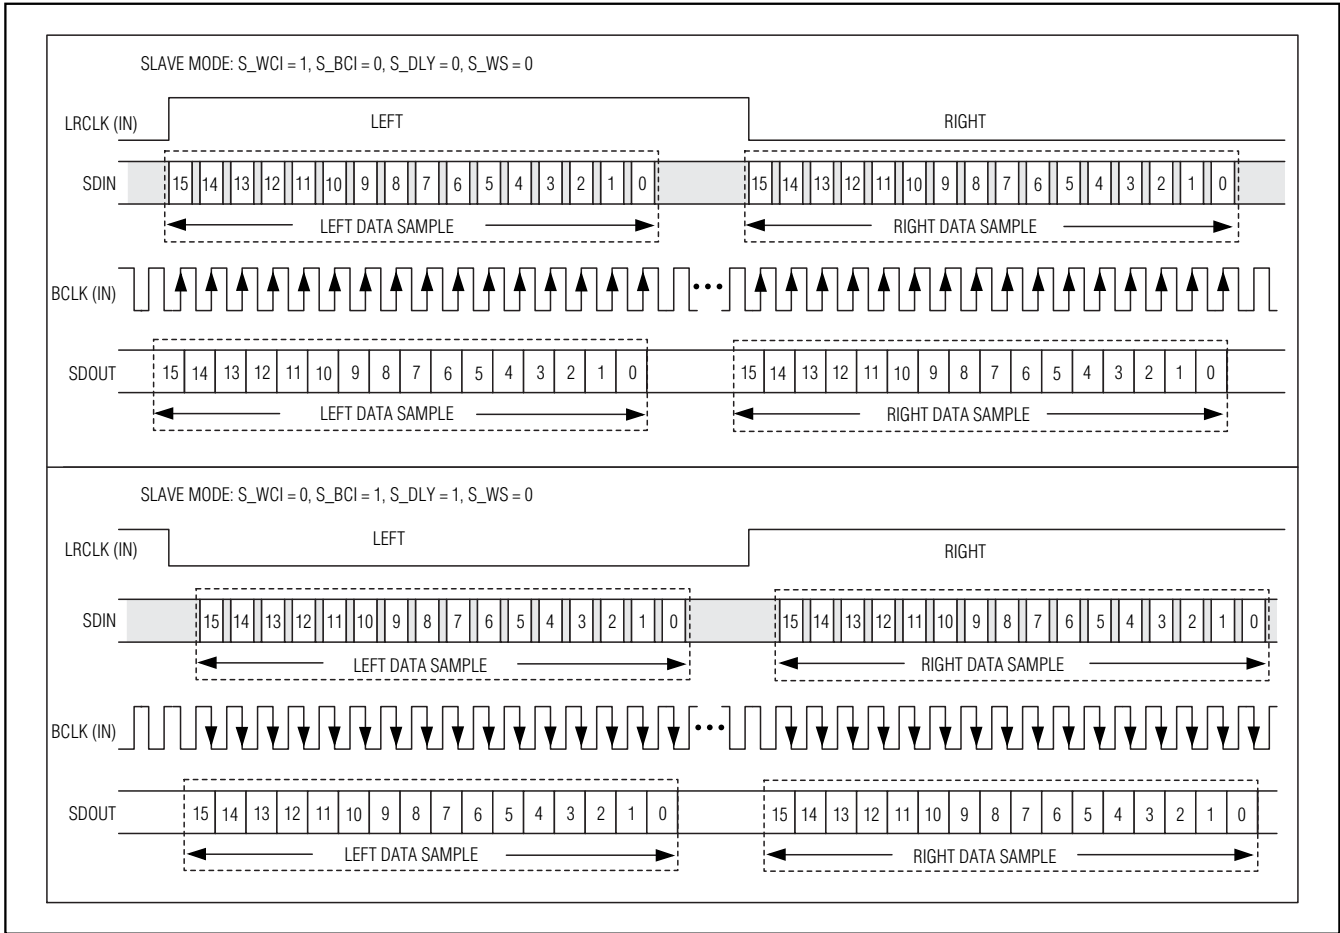 SLAVE MODE: S_WCI = 1, S_BCI = 0, S_DLY = 0, S_WS = 0
LRCLK (IN) LEFT RIGHT
SDIN 15 14 13 12 11 10 9 8 7 6 5 4 3 2 1 0 15 14 13 12 11 10 9 8 7 6 5 4 3 2 1 0
LEFT DATA SAMPLE RIGHT DATA SAMPLE
BCLK (IN)
SDOUT 15 14 13 12 11 10 9 8 7 6 5 4 3 2 1 0 15 14 13 12 11 10 9 8 7 6 5 4 3 2 1 0
LEFT DATA SAMPLE RIGHT DATA SAMPLE
SLAVE MODE: S_WCI = 0, S_BCI = 1, S_DLY = 1, S_WS = 0
LRCLK (IN) LEFT RIGHT
SDIN 15 14 13 12 11 10 9 8 7 6 5 4 3 2 1 0 15 14 13 12 11 10 9 8 7 6 5 4 3 2 1 0
LEFT DATA SAMPLE RIGHT DATA SAMPLE
BCLK (IN)
SDOUT 15 14 13 12 11 10 9 8 7 6 5 4 3 2 1 0 15 14 13 12 11 10 9 8 7 6 5 4 3 2 1 0
LEFT DATA SAMPLE RIGHT DATA SAMPLE